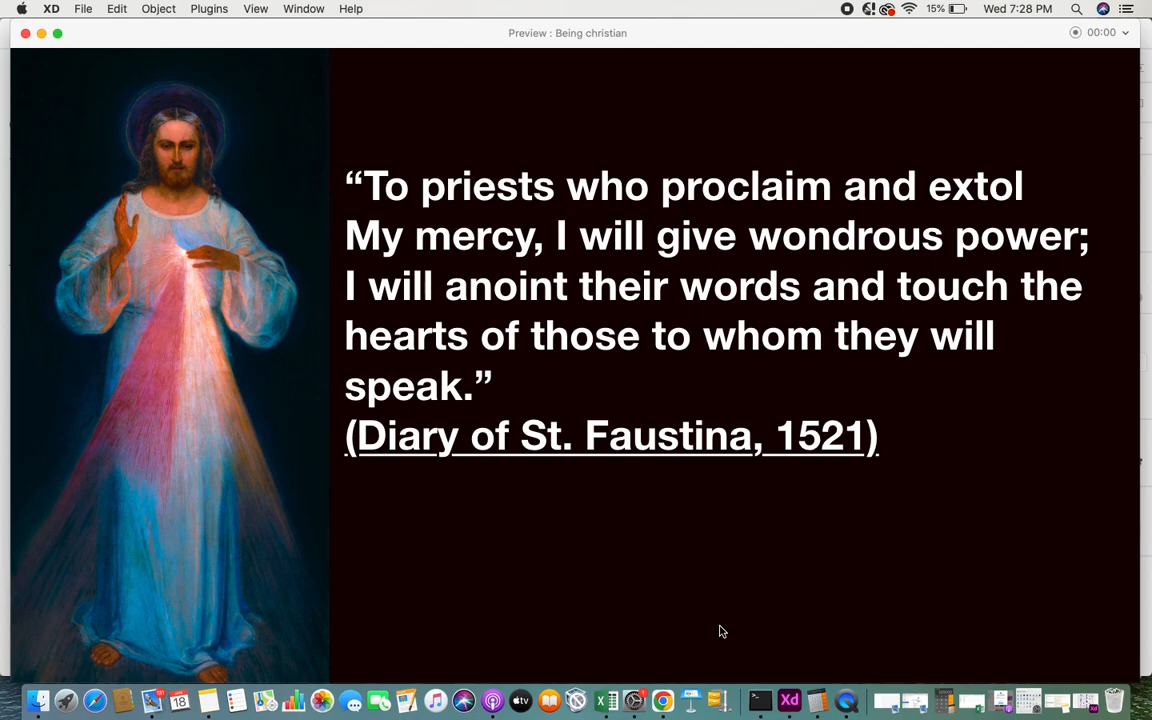 XD File Edit Object Plugins View Window Help 15% Wed 7:28 PM
Preview : Being christian 00:00
“To priests who proclaim and extol
My mercy, I will give wondrous power;
I will anoint their words and touch the
hearts of those to whom they will
speak.”
(Diary of St. Faustina, 1521)
18
Xd